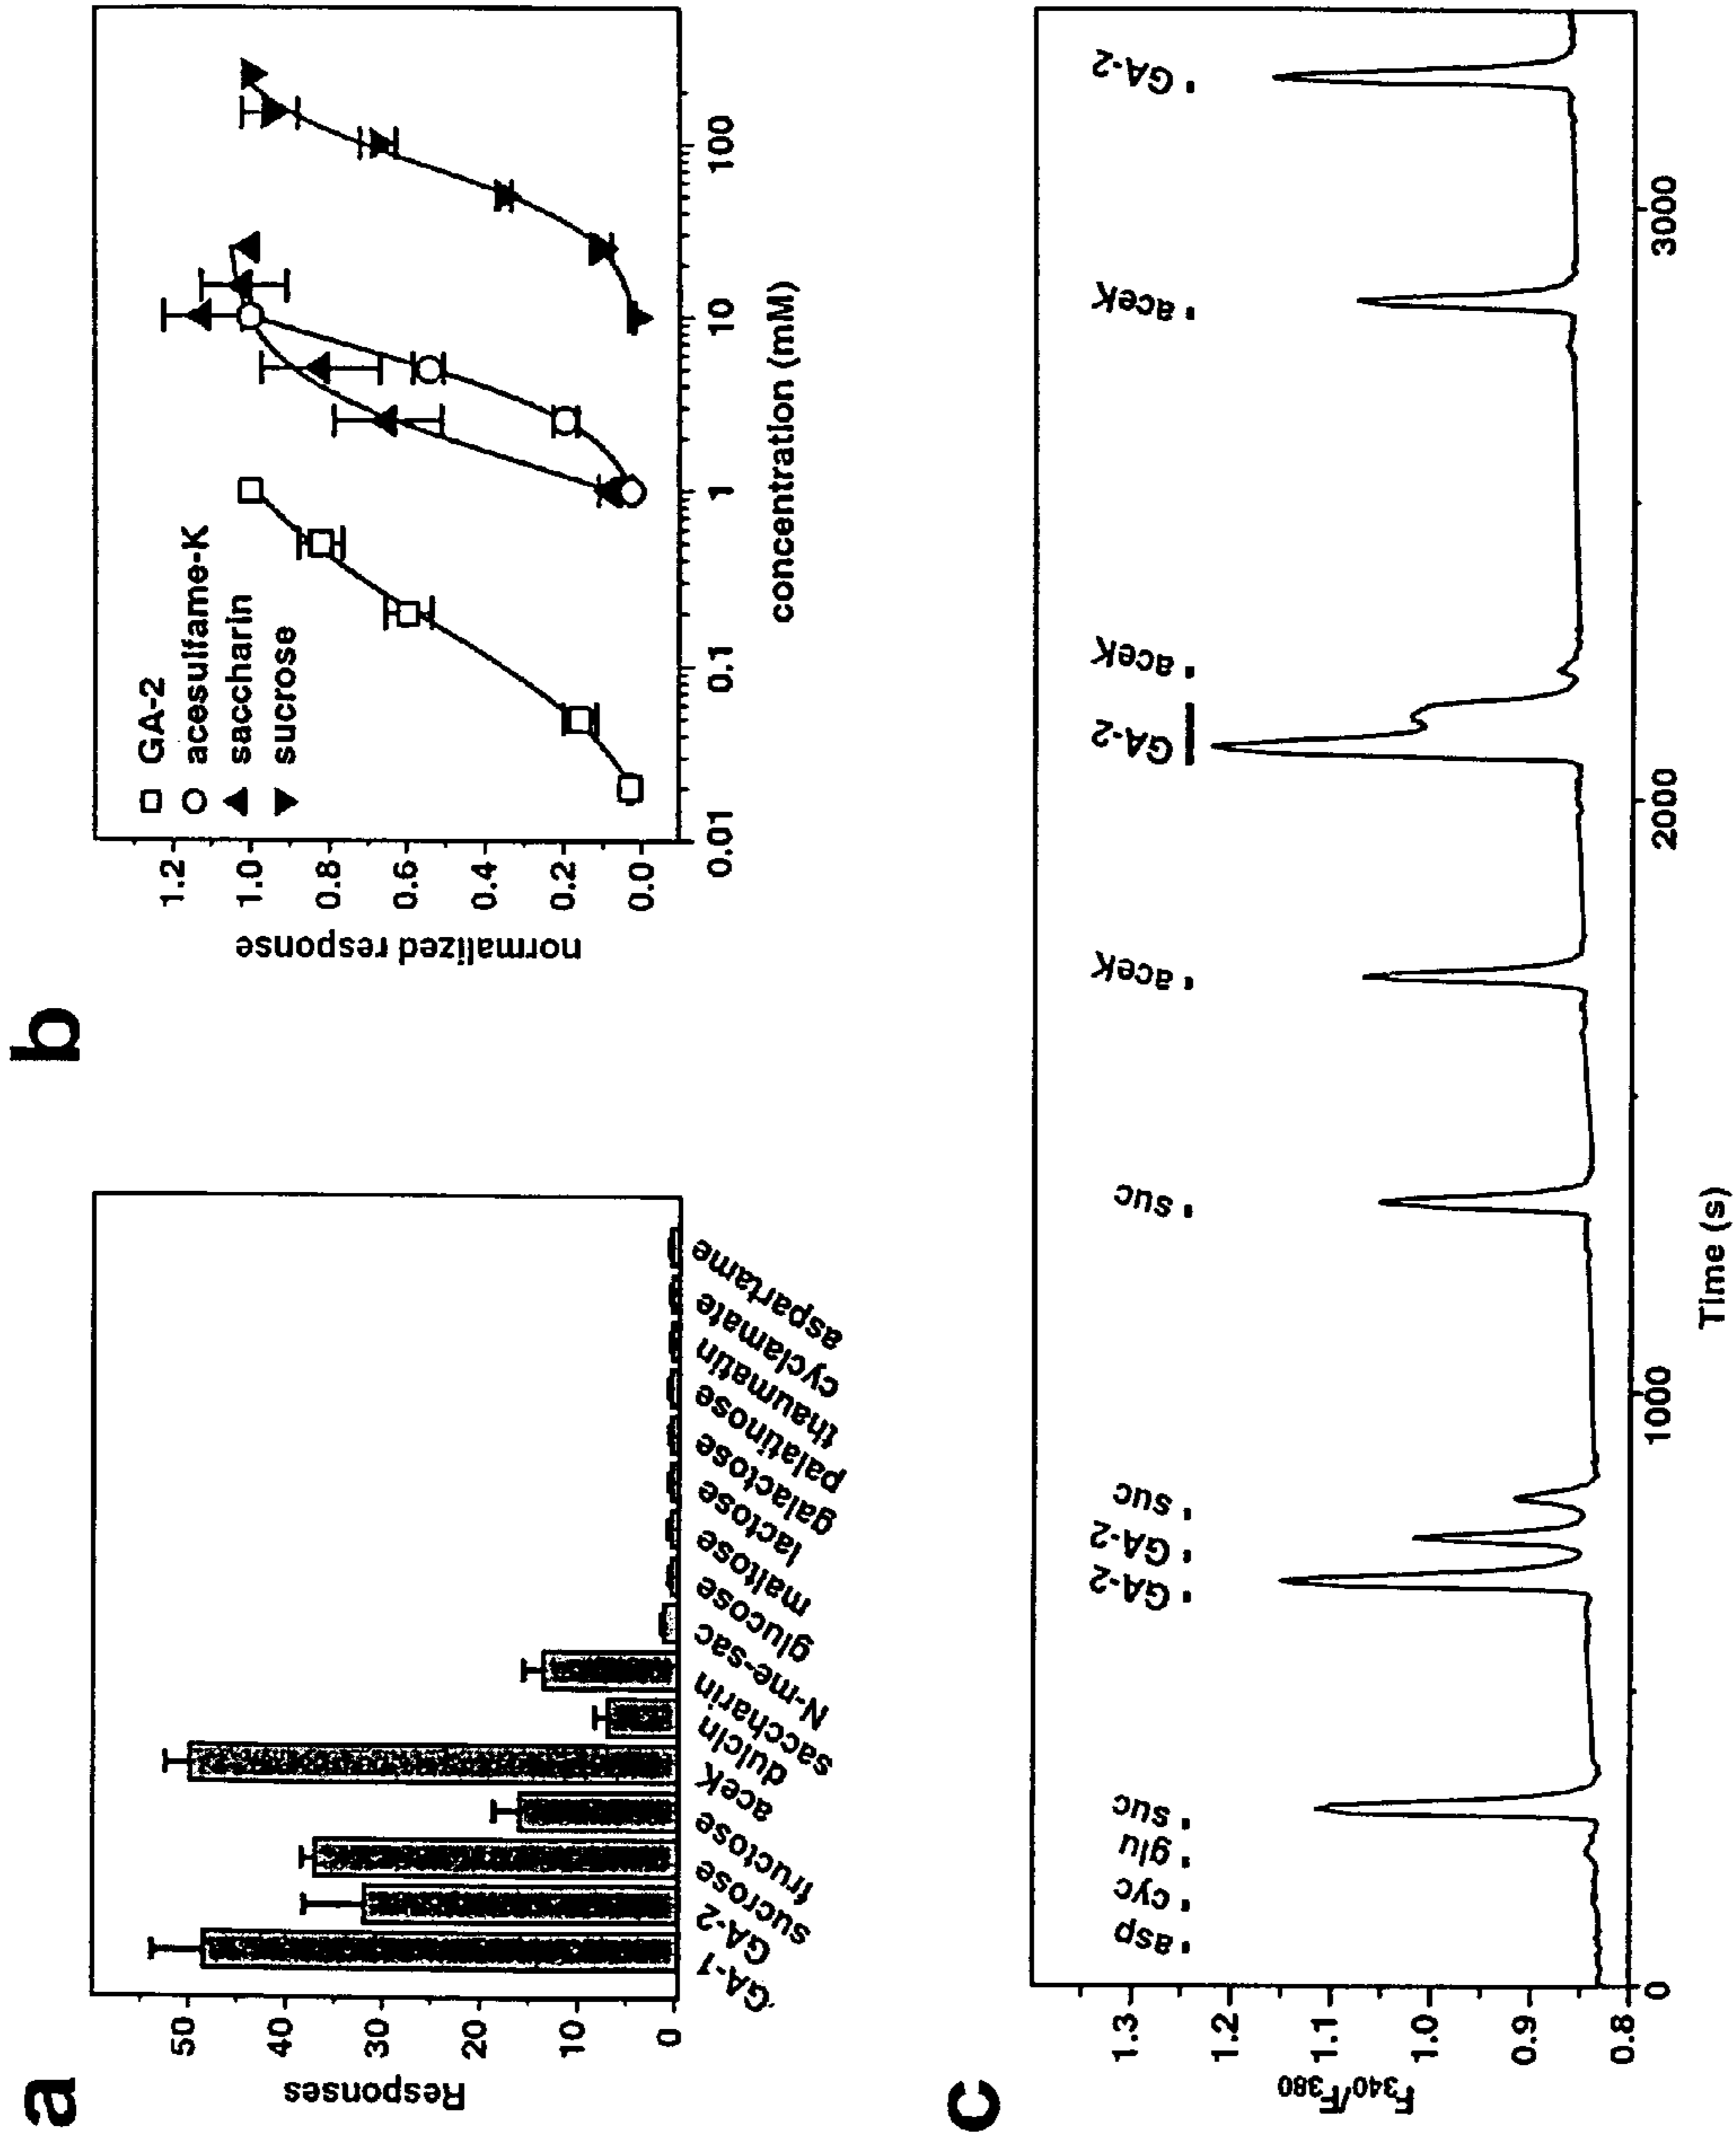 a
Responses
50
40
30
20
10
0
GA-1
GA-2
sucrose
fructose
aceK
dulcin
saccharin
N-me-sac
glucose
maltose
lactose
galactose
palatinose
thaumatin
cyclamate
aspartame
b
normalized response
1.2
1.0
0.8
0.6
0.4
0.2
0.0
GA-2
acesulfame-K
saccharin
sucrose
0.01 0.1 1 10 100
concentration (mM)
c
F340/F380
1.3
1.2
1.1
1.0
0.9
0.8
asp cyc glu suc GA-2 GA-2 suc suc aceK GA-2 aceK aceK GA-2
0 1000 2000 3000
Time (s)